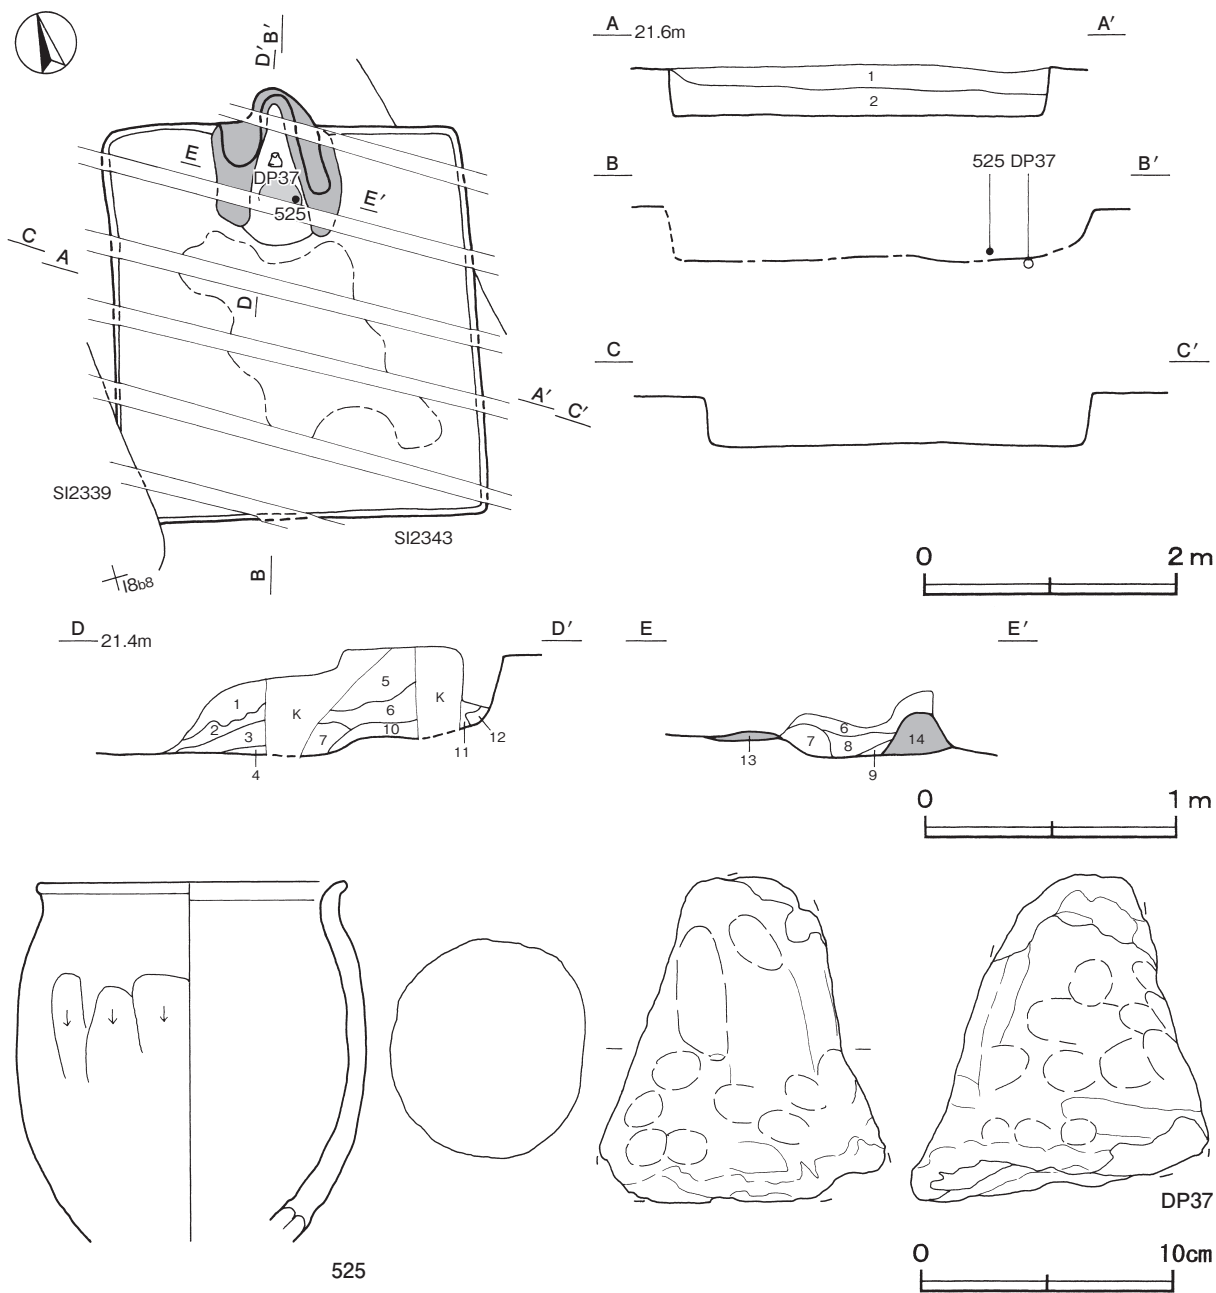 D′
B′
E
DP37
525
E′
C
A
D
A′
C′
SI2339
SI2343
I8b8
B
A 21.6m A′
1
2
525 DP37
B B′
C C′
0 2 m
D 21.4m D′
1
2
3
4
K
5
6
7
10
K
11
12
E E′
6
7
8
9
13
14
0 1 m
525
DP37
0 10cm